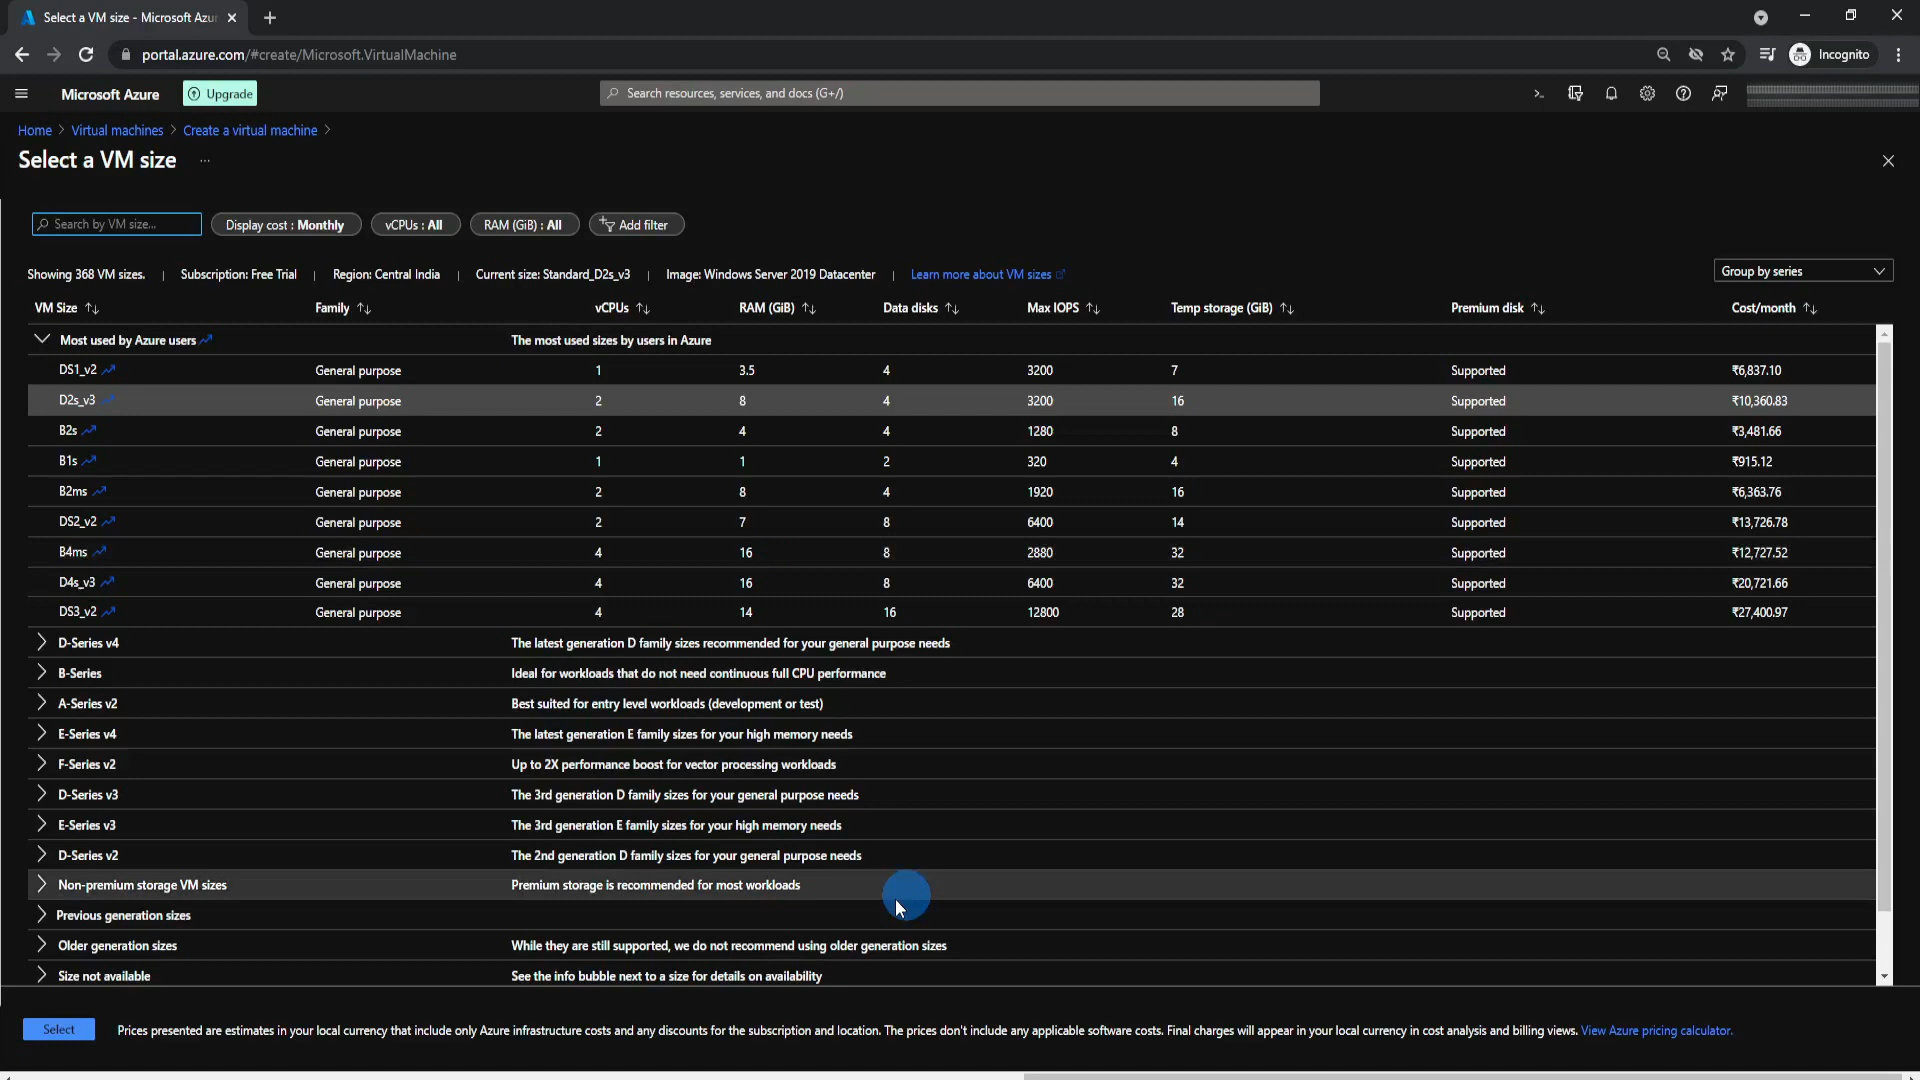 Select a VM size - Microsoft Azu
portal.azure.com/#create/Microsoft.VirtualMachine
Incognito
Microsoft Azure
Upgrade
Search resources, services, and docs (G+/)
Home > Virtual machines > Create a virtual machine >
Select a VM size ...
Search by VM size...
Display cost : Monthly
vCPUs : All
RAM (GiB) : All
Add filter
Showing 368 VM sizes. | Subscription: Free Trial | Region: Central India | Current size: Standard_D2s_v3 | Image: Windows Server 2019 Datacenter | Learn more about VM sizes
Group by series
VM Size Family vCPUs RAM (GiB) Data disks Max IOPS Temp storage (GiB) Premium disk Cost/month
Most used by Azure users The most used sizes by users in Azure
DS1_v2 General purpose 1 3.5 4 3200 7 Supported ₹6,837.10
D2s_v3 General purpose 2 8 4 3200 16 Supported ₹10,360.83
B2s General purpose 2 4 4 1280 8 Supported ₹3,481.66
B1s General purpose 1 1 2 320 4 Supported ₹915.12
B2ms General purpose 2 8 4 1920 16 Supported ₹6,363.76
DS2_v2 General purpose 2 7 8 6400 14 Supported ₹13,726.78
B4ms General purpose 4 16 8 2880 32 Supported ₹12,727.52
D4s_v3 General purpose 4 16 8 6400 32 Supported ₹20,721.66
DS3_v2 General purpose 4 14 16 12800 28 Supported ₹27,400.97
D-Series v4 The latest generation D family sizes recommended for your general purpose needs
B-Series Ideal for workloads that do not need continuous full CPU performance
A-Series v2 Best suited for entry level workloads (development or test)
E-Series v4 The latest generation E family sizes for your high memory needs
F-Series v2 Up to 2X performance boost for vector processing workloads
D-Series v3 The 3rd generation D family sizes for your general purpose needs
E-Series v3 The 3rd generation E family sizes for your high memory needs
D-Series v2 The 2nd generation D family sizes for your general purpose needs
Non-premium storage VM sizes Premium storage is recommended for most workloads
Previous generation sizes
Older generation sizes While they are still supported, we do not recommend using older generation sizes
Size not available See the info bubble next to a size for details on availability
Select
Prices presented are estimates in your local currency that include only Azure infrastructure costs and any discounts for the subscription and location. The prices don't include any applicable software costs. Final charges will appear in your local currency in cost analysis and billing views. View Azure pricing calculator.